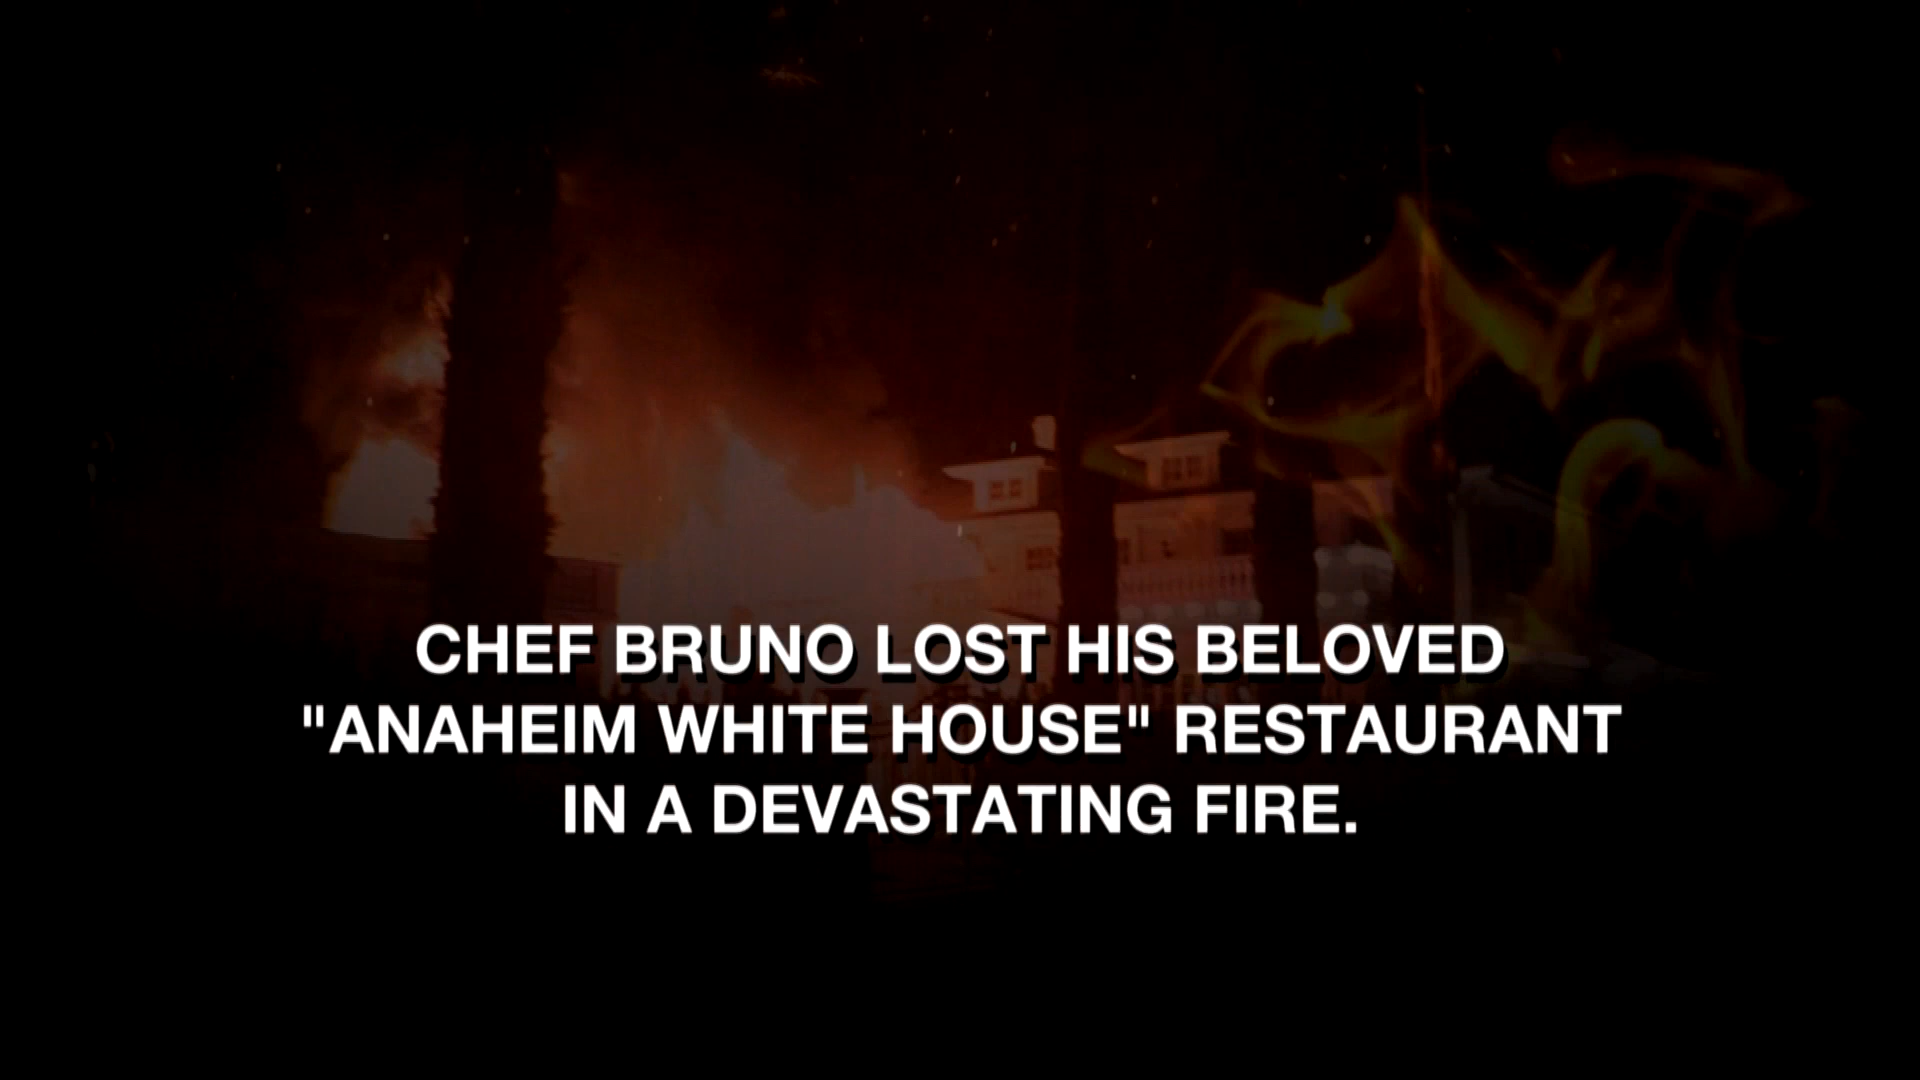 CHEF BRUNO LOST HIS BELOVED
"ANAHEIM WHITE HOUSE" RESTAURANT
IN A DEVASTATING FIRE.